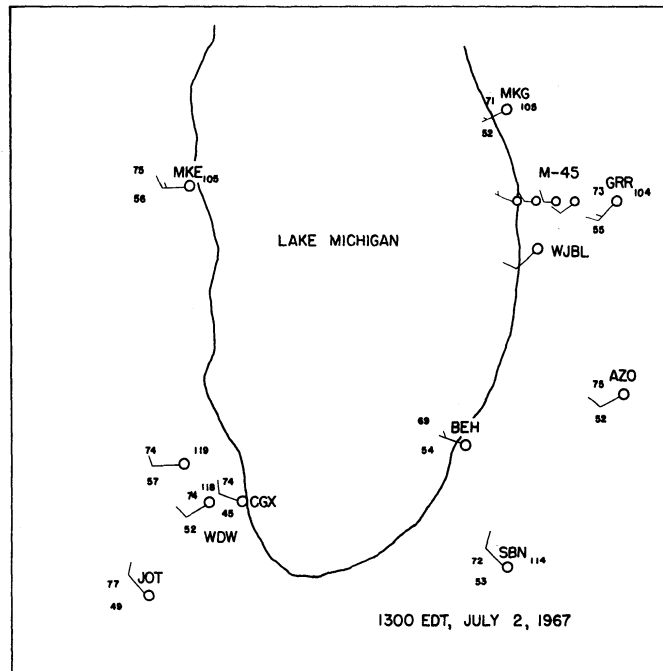 MKG
71
105
52
M-45
75
MKE
105
56
73
GRR
104
55
LAKE MICHIGAN
WJBL
75
AZO
52
69
BEH
54
74
119
57
74
118
52
WDW
74
CGX
45
77
JOT
49
72
SBN
114
53
1300 EDT, JULY 2, 1967